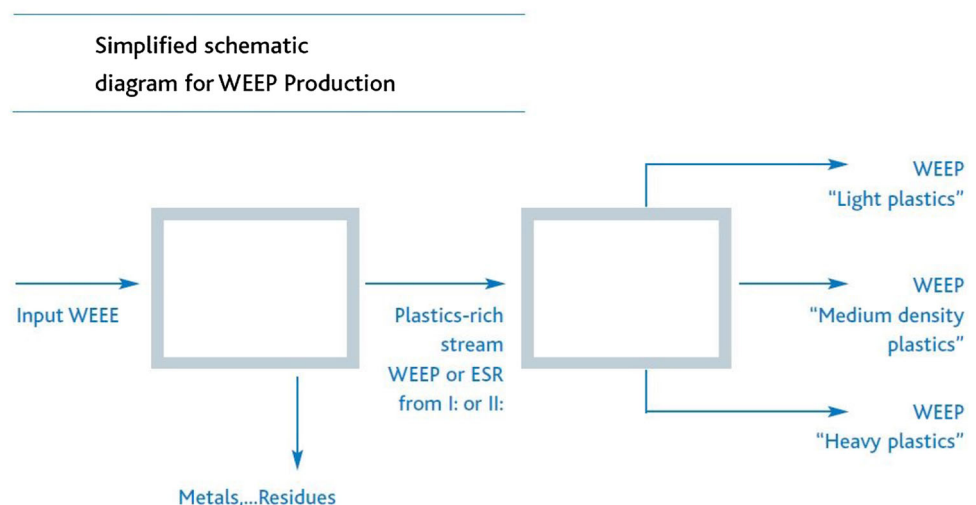 Simplified schematic
diagram for WEEP Production
Input WEEE
Metals,...Residues
Plastics-rich
stream
WEEP or ESR
from I: or II:
WEEP
“Light plastics”
WEEP
“Medium density
plastics”
WEEP
“Heavy plastics”